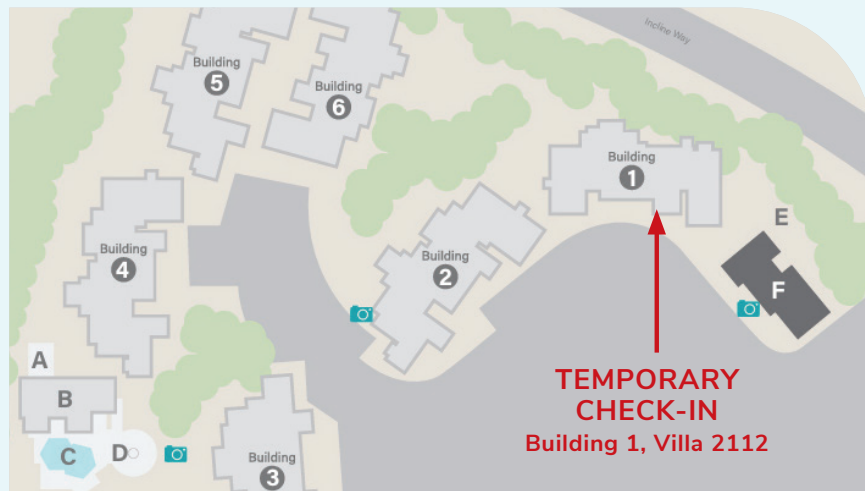 Incline Way
Building
5
Building
6
Building
1
E
Building
2
F
Building
4
A
B
C
D
Building
3
TEMPORARY
CHECK-IN
Building 1, Villa 2112